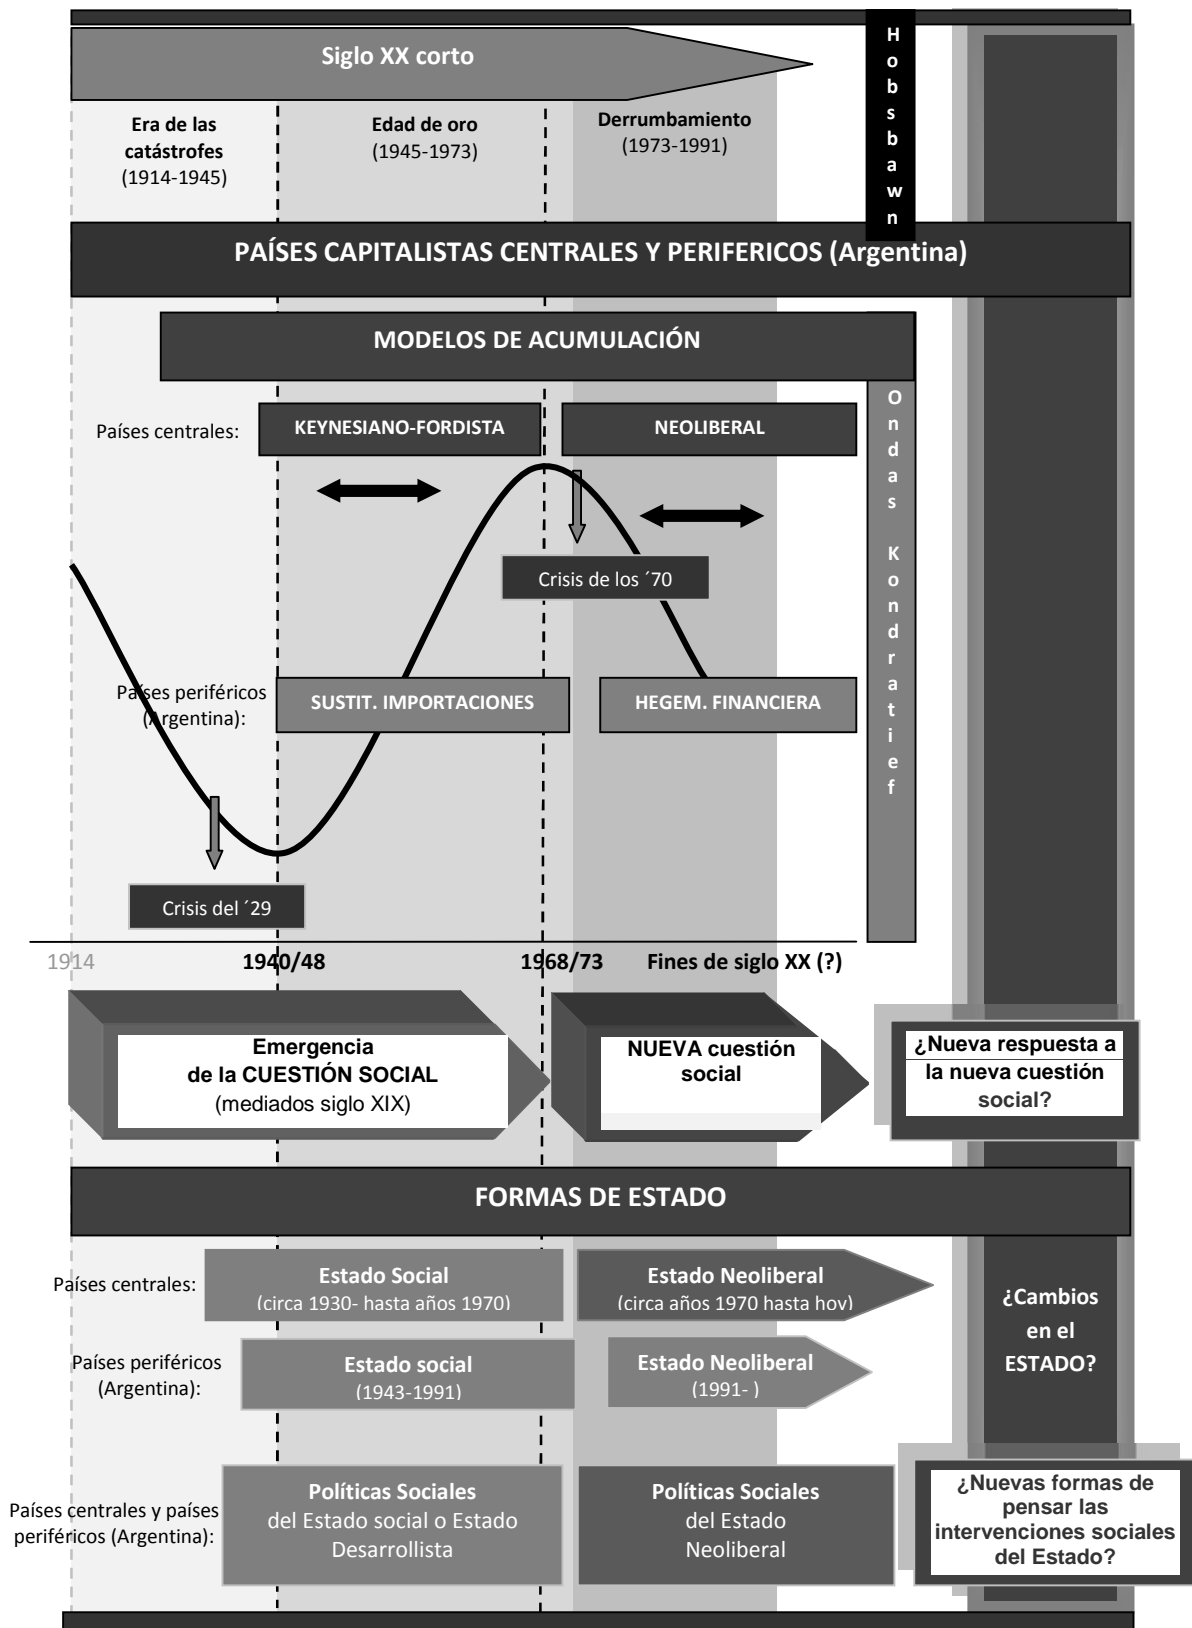 Siglo XX corto
Hobsbawn
Era de las
catástrofes
(1914-1945)
Edad de oro
(1945-1973)
Derrumbamiento
(1973-1991)
PAÍSES CAPITALISTAS CENTRALES Y PERIFERICOS (Argentina)
MODELOS DE ACUMULACIÓN
Ondas Kondratief
Países centrales:
KEYNESIANO-FORDISTA
NEOLIBERAL
Crisis de los ´70
Países periféricos
(Argentina):
SUSTIT. IMPORTACIONES
HEGEM. FINANCIERA
Crisis del ´29
1914
1940/48
1968/73
Fines de siglo XX (?)
Emergencia
de la CUESTIÓN SOCIAL
(mediados siglo XIX)
NUEVA cuestión
social
¿Nueva respuesta a
la nueva cuestión
social?
FORMAS DE ESTADO
Países centrales:
Estado Social
(circa 1930- hasta años 1970)
Estado Neoliberal
(circa años 1970 hasta hoy)
¿Cambios
en el
ESTADO?
Países periféricos
(Argentina):
Estado social
(1943-1991)
Estado Neoliberal
(1991- )
Países centrales y países
periféricos (Argentina):
Políticas Sociales
del Estado social o Estado
Desarrollista
Políticas Sociales
del Estado
Neoliberal
¿Nuevas formas de
pensar las
intervenciones sociales
del Estado?